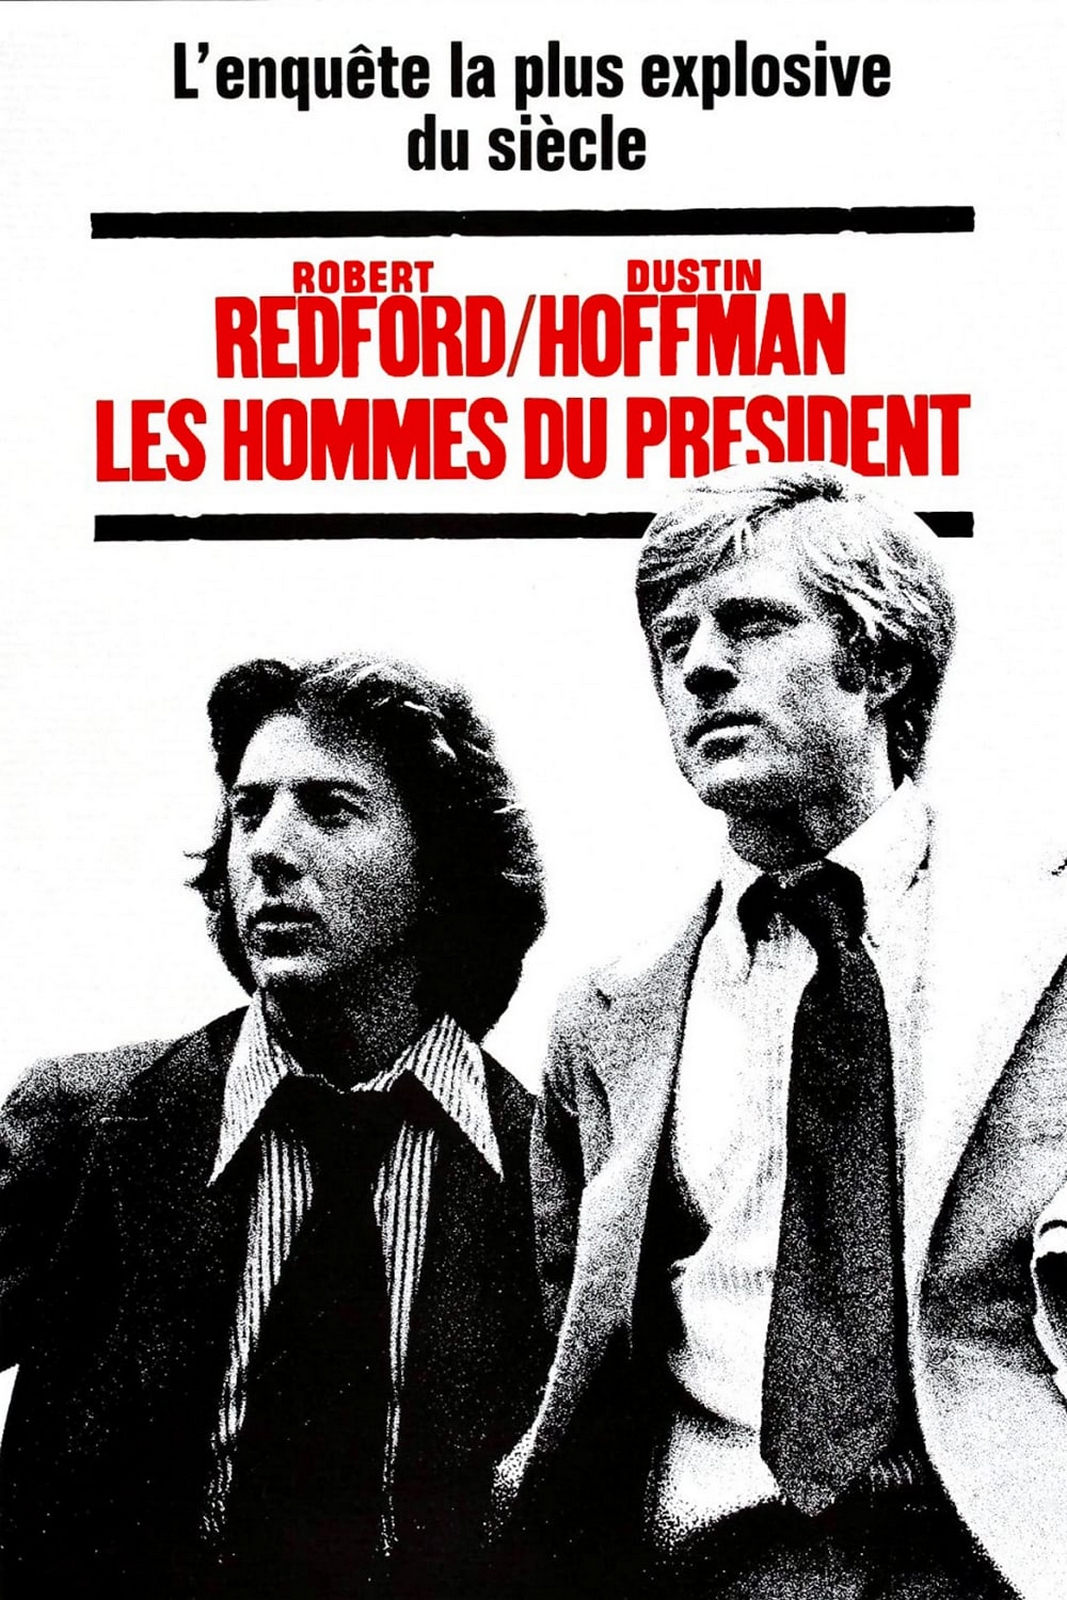 L'enquête la plus explosive
du siècle
ROBERT DUSTIN
REDFORD/HOFFMAN
LES HOMMES DU PRESIDENT